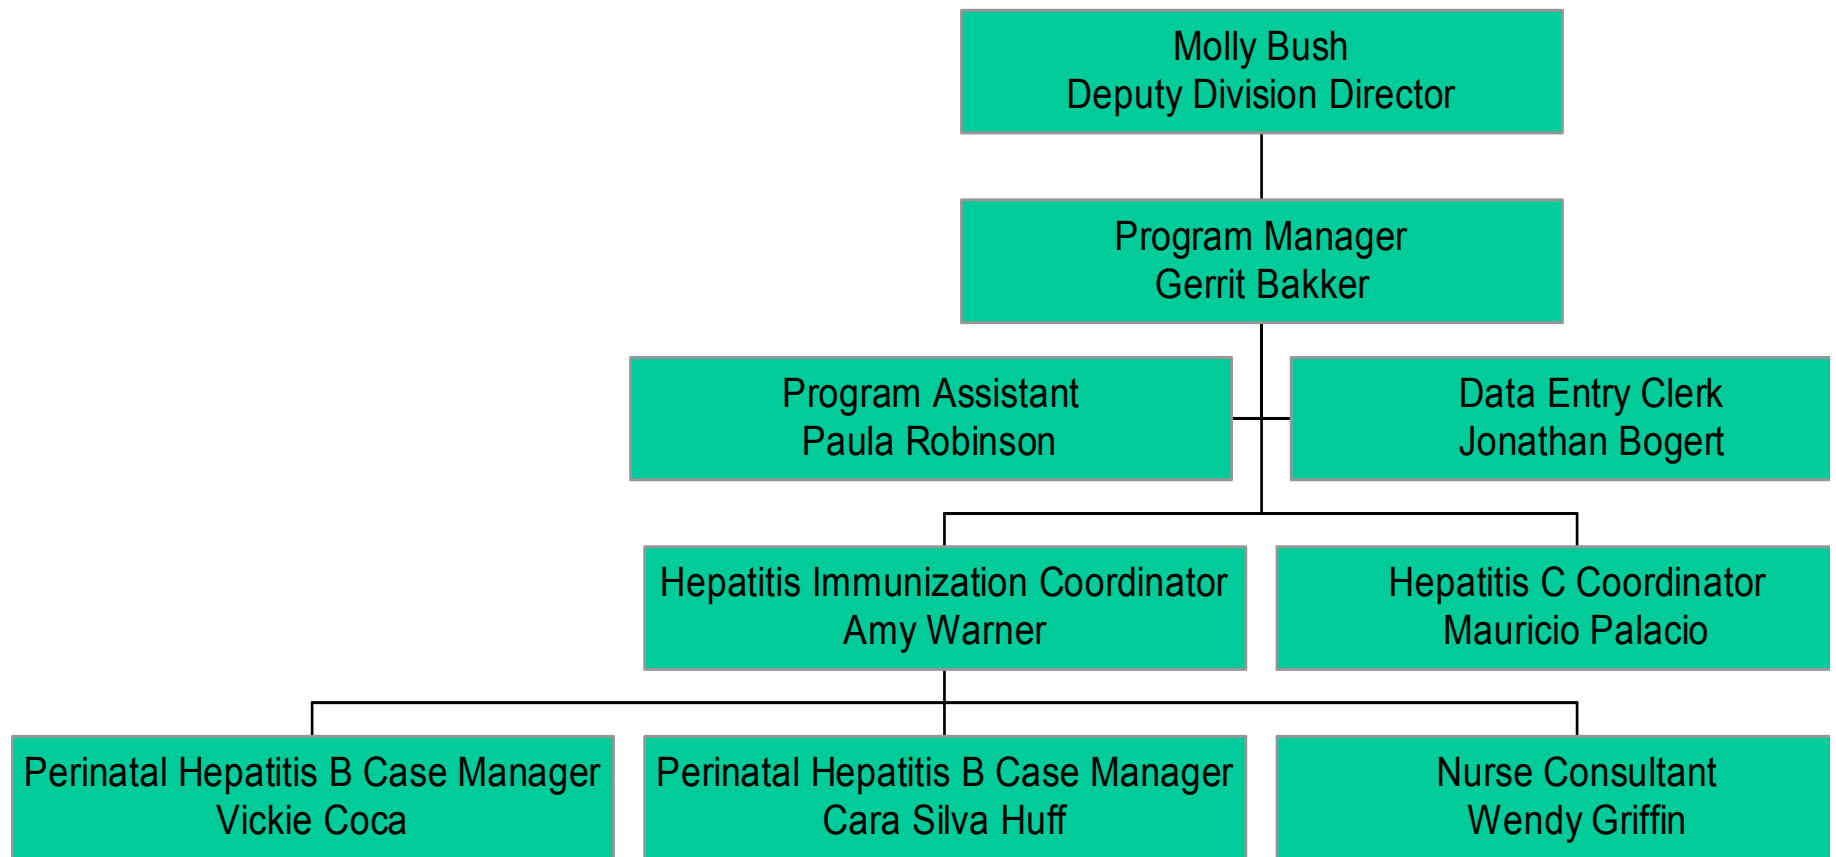 Molly Bush
Deputy Division Director
Program Manager
Gerrit Bakker
Program Assistant
Paula Robinson
Data Entry Clerk
Jonathan Bogert
Hepatitis Immunization Coordinator
Amy Warner
Hepatitis C Coordinator
Mauricio Palacio
Perinatal Hepatitis B Case Manager
Vickie Coca
Perinatal Hepatitis B Case Manager
Cara Silva Huff
Nurse Consultant
Wendy Griffin